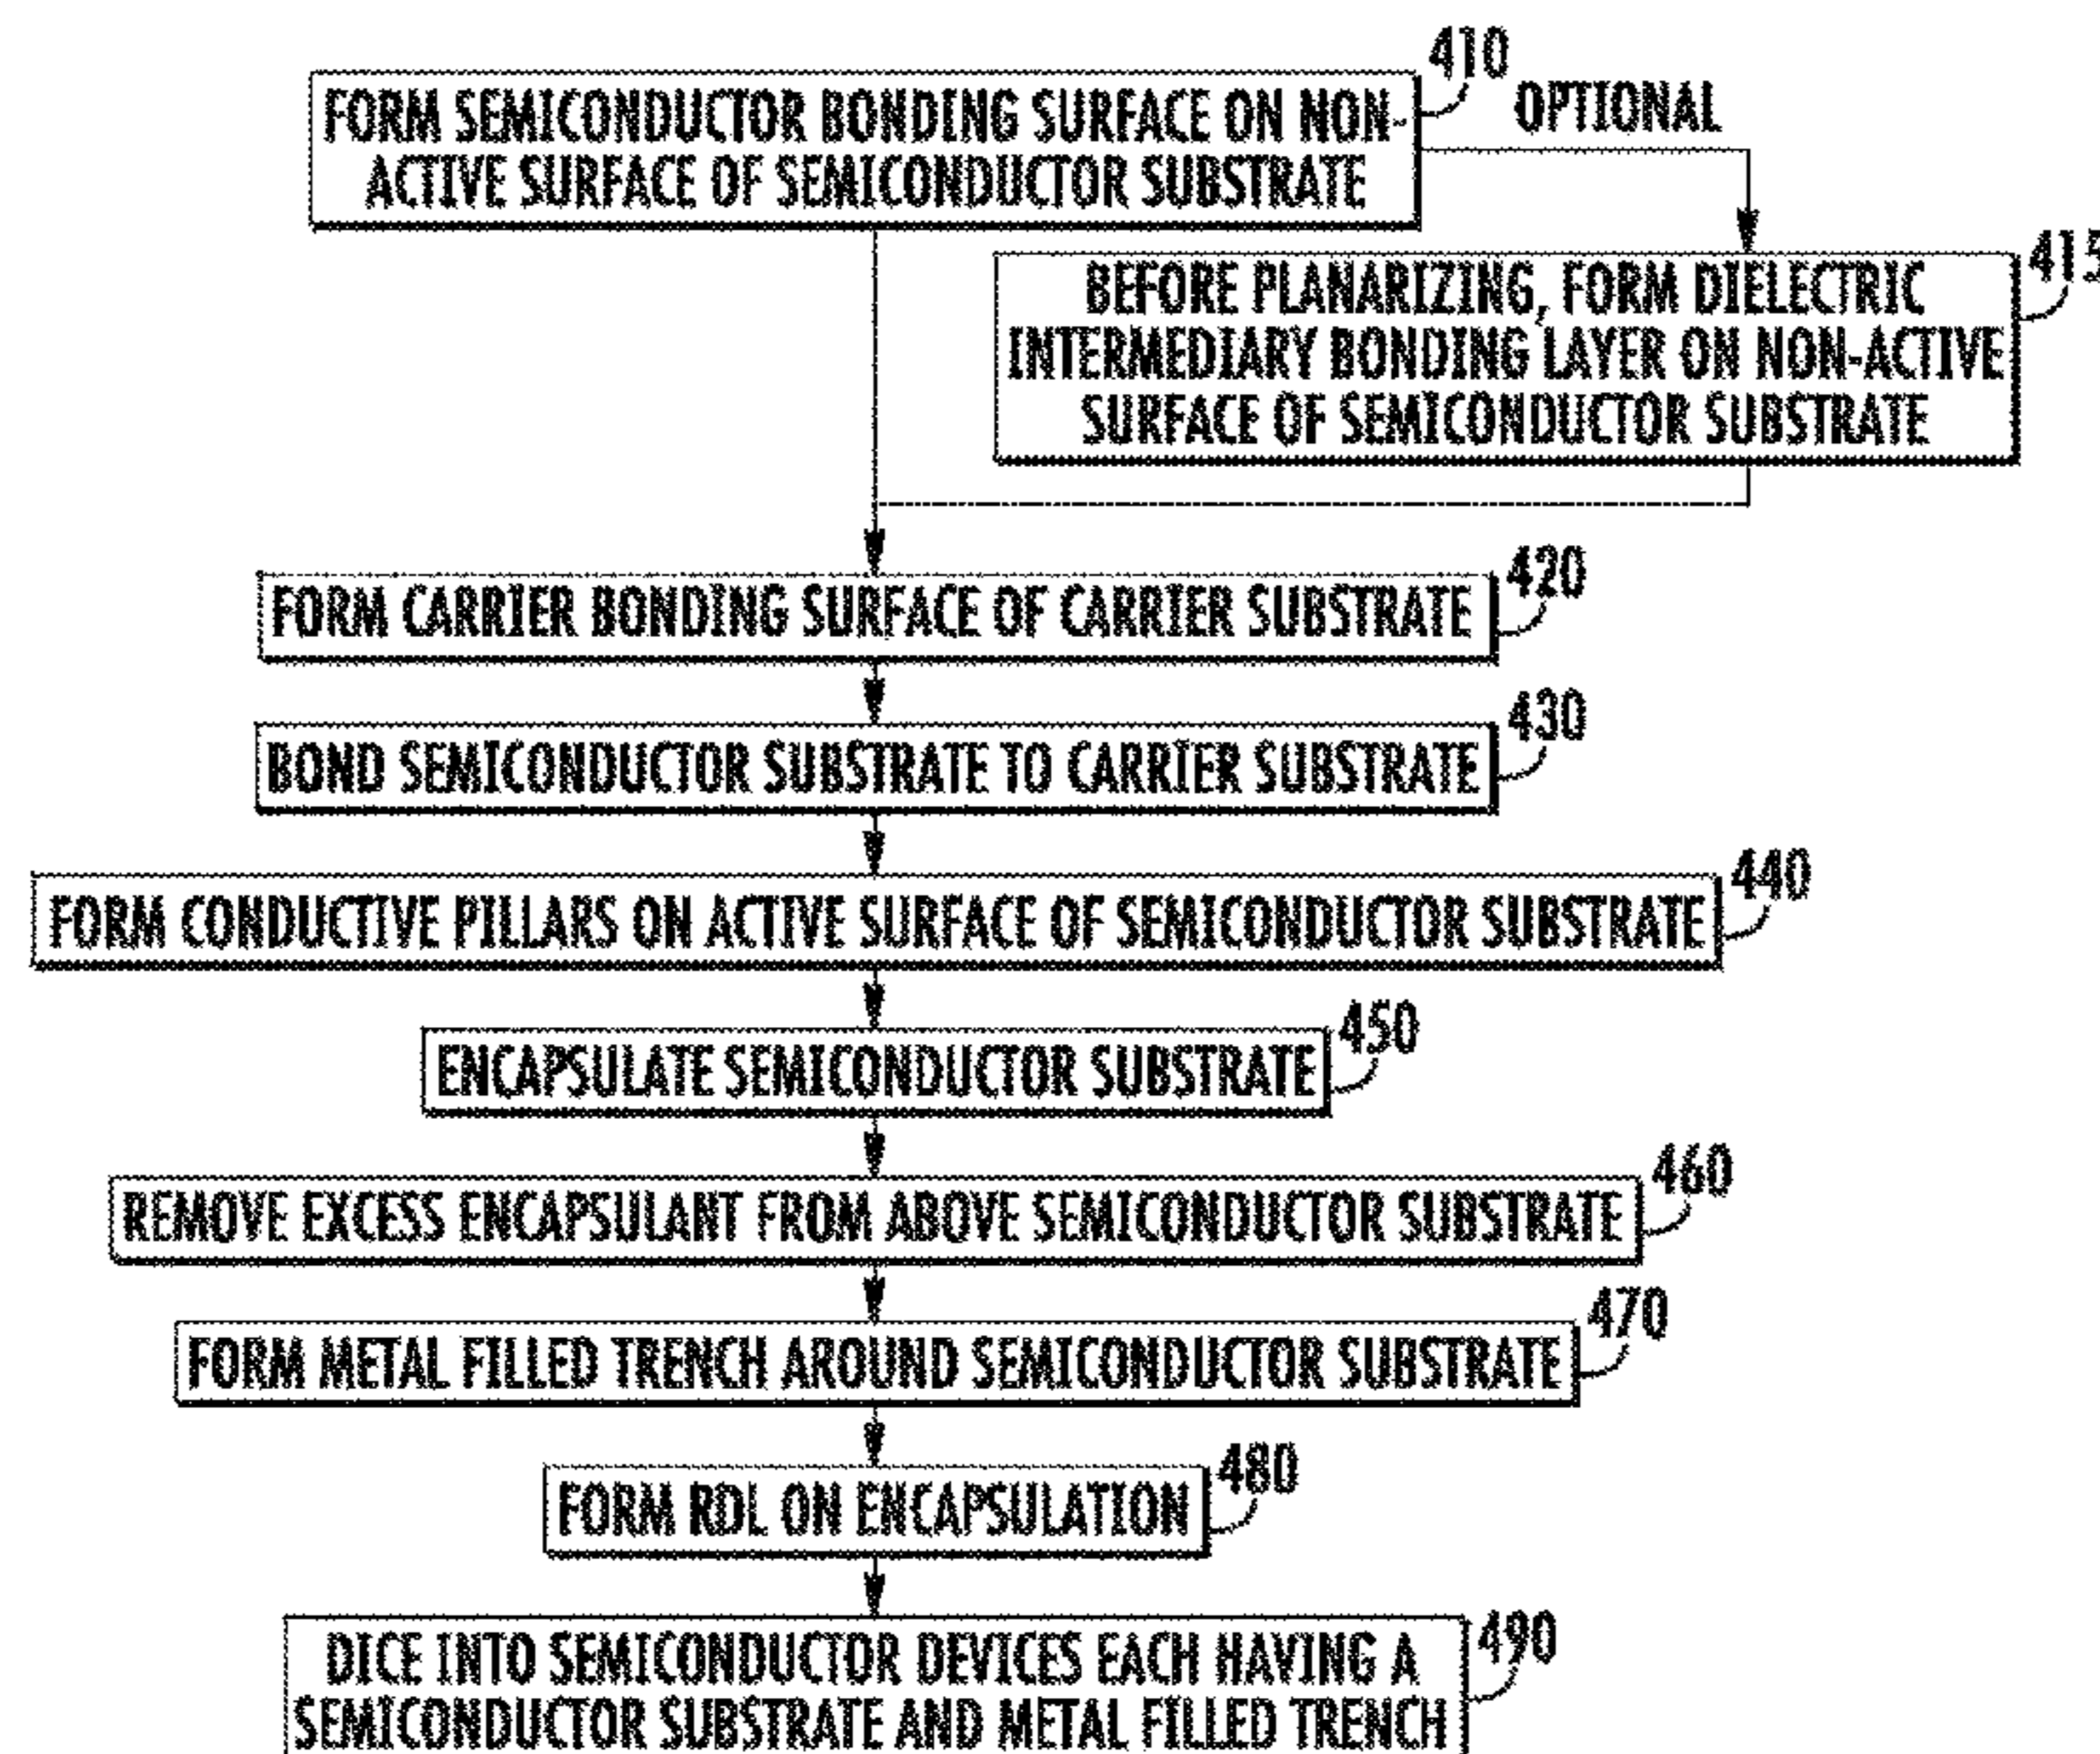 410
FORM SEMICONDUCTOR BONDING SURFACE ON NON-
ACTIVE SURFACE OF SEMICONDUCTOR SUBSTRATE
OPTIONAL
415
BEFORE PLANARIZING, FORM DIELECTRIC
INTERMEDIARY BONDING LAYER ON NON-ACTIVE
SURFACE OF SEMICONDUCTOR SUBSTRATE
420
FORM CARRIER BONDING SURFACE OF CARRIER SUBSTRATE
430
BOND SEMICONDUCTOR SUBSTRATE TO CARRIER SUBSTRATE
440
FORM CONDUCTIVE PILLARS ON ACTIVE SURFACE OF SEMICONDUCTOR SUBSTRATE
450
ENCAPSULATE SEMICONDUCTOR SUBSTRATE
460
REMOVE EXCESS ENCAPSULANT FROM ABOVE SEMICONDUCTOR SUBSTRATE
470
FORM METAL FILLED TRENCH AROUND SEMICONDUCTOR SUBSTRATE
480
FORM RDL ON ENCAPSULATION
490
DICE INTO SEMICONDUCTOR DEVICES EACH HAVING A
SEMICONDUCTOR SUBSTRATE AND METAL FILLED TRENCH